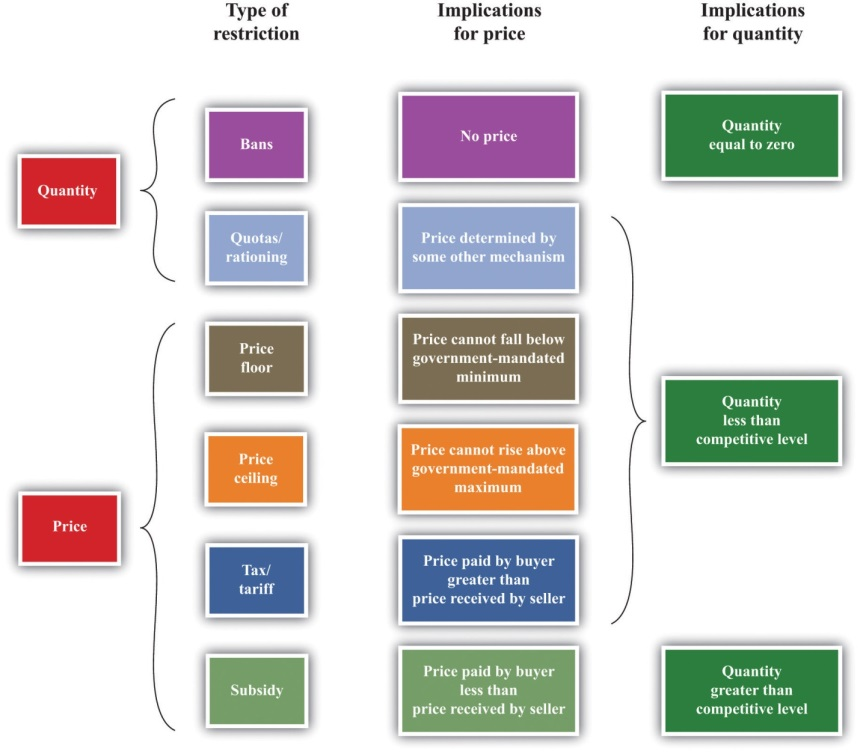 Type of
restriction
Implications
for price
Implications
for quantity
Quantity
Bans
No price
Quantity
equal to zero
Quotas/
rationing
Price determined by
some other mechanism
Price
floor
Price cannot fall below
government-mandated
minimum
Quantity
less than
competitive level
Price
ceiling
Price cannot rise above
government-mandated
maximum
Price
Tax/
tariff
Price paid by buyer
greater than
price received by seller
Subsidy
Price paid by buyer
less than
price received by seller
Quantity
greater than
competitive level